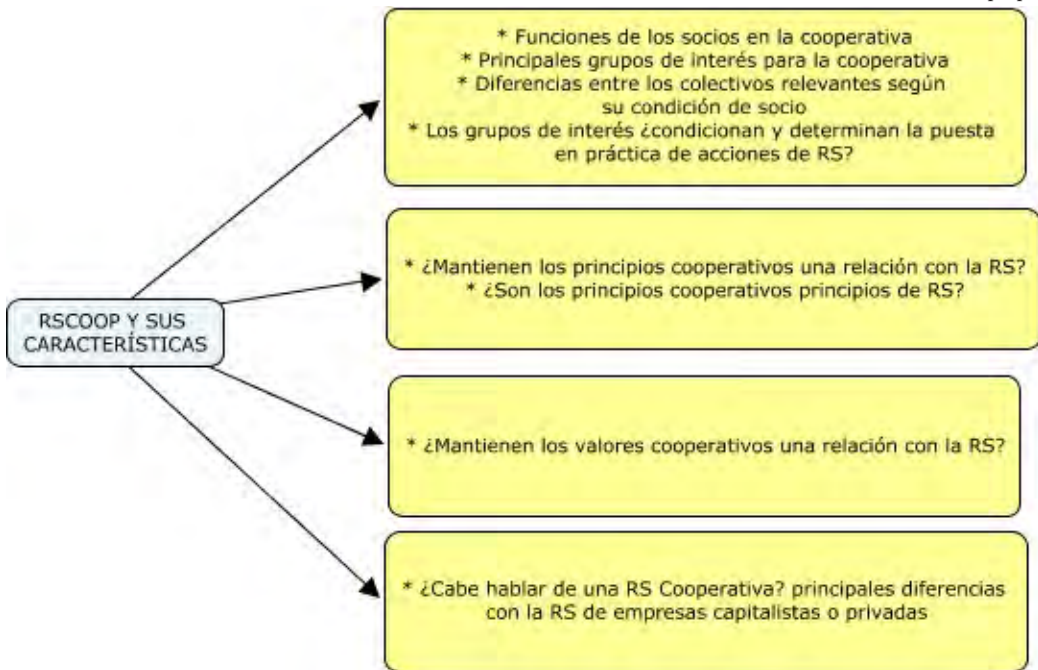 * Funciones de los socios en la cooperativa
* Principales grupos de interés para la cooperativa
* Diferencias entre los colectivos relevantes según
su condición de socio
* Los grupos de interés ¿condicionan y determinan la puesta
en práctica de acciones de RS?
* ¿Mantienen los principios cooperativos una relación con la RS?
* ¿Son los principios cooperativos principios de RS?
RSCOOP Y SUS
CARACTERÍSTICAS
* ¿Mantienen los valores cooperativos una relación con la RS?
* ¿Cabe hablar de una RS Cooperativa? principales diferencias
con la RS de empresas capitalistas o privadas